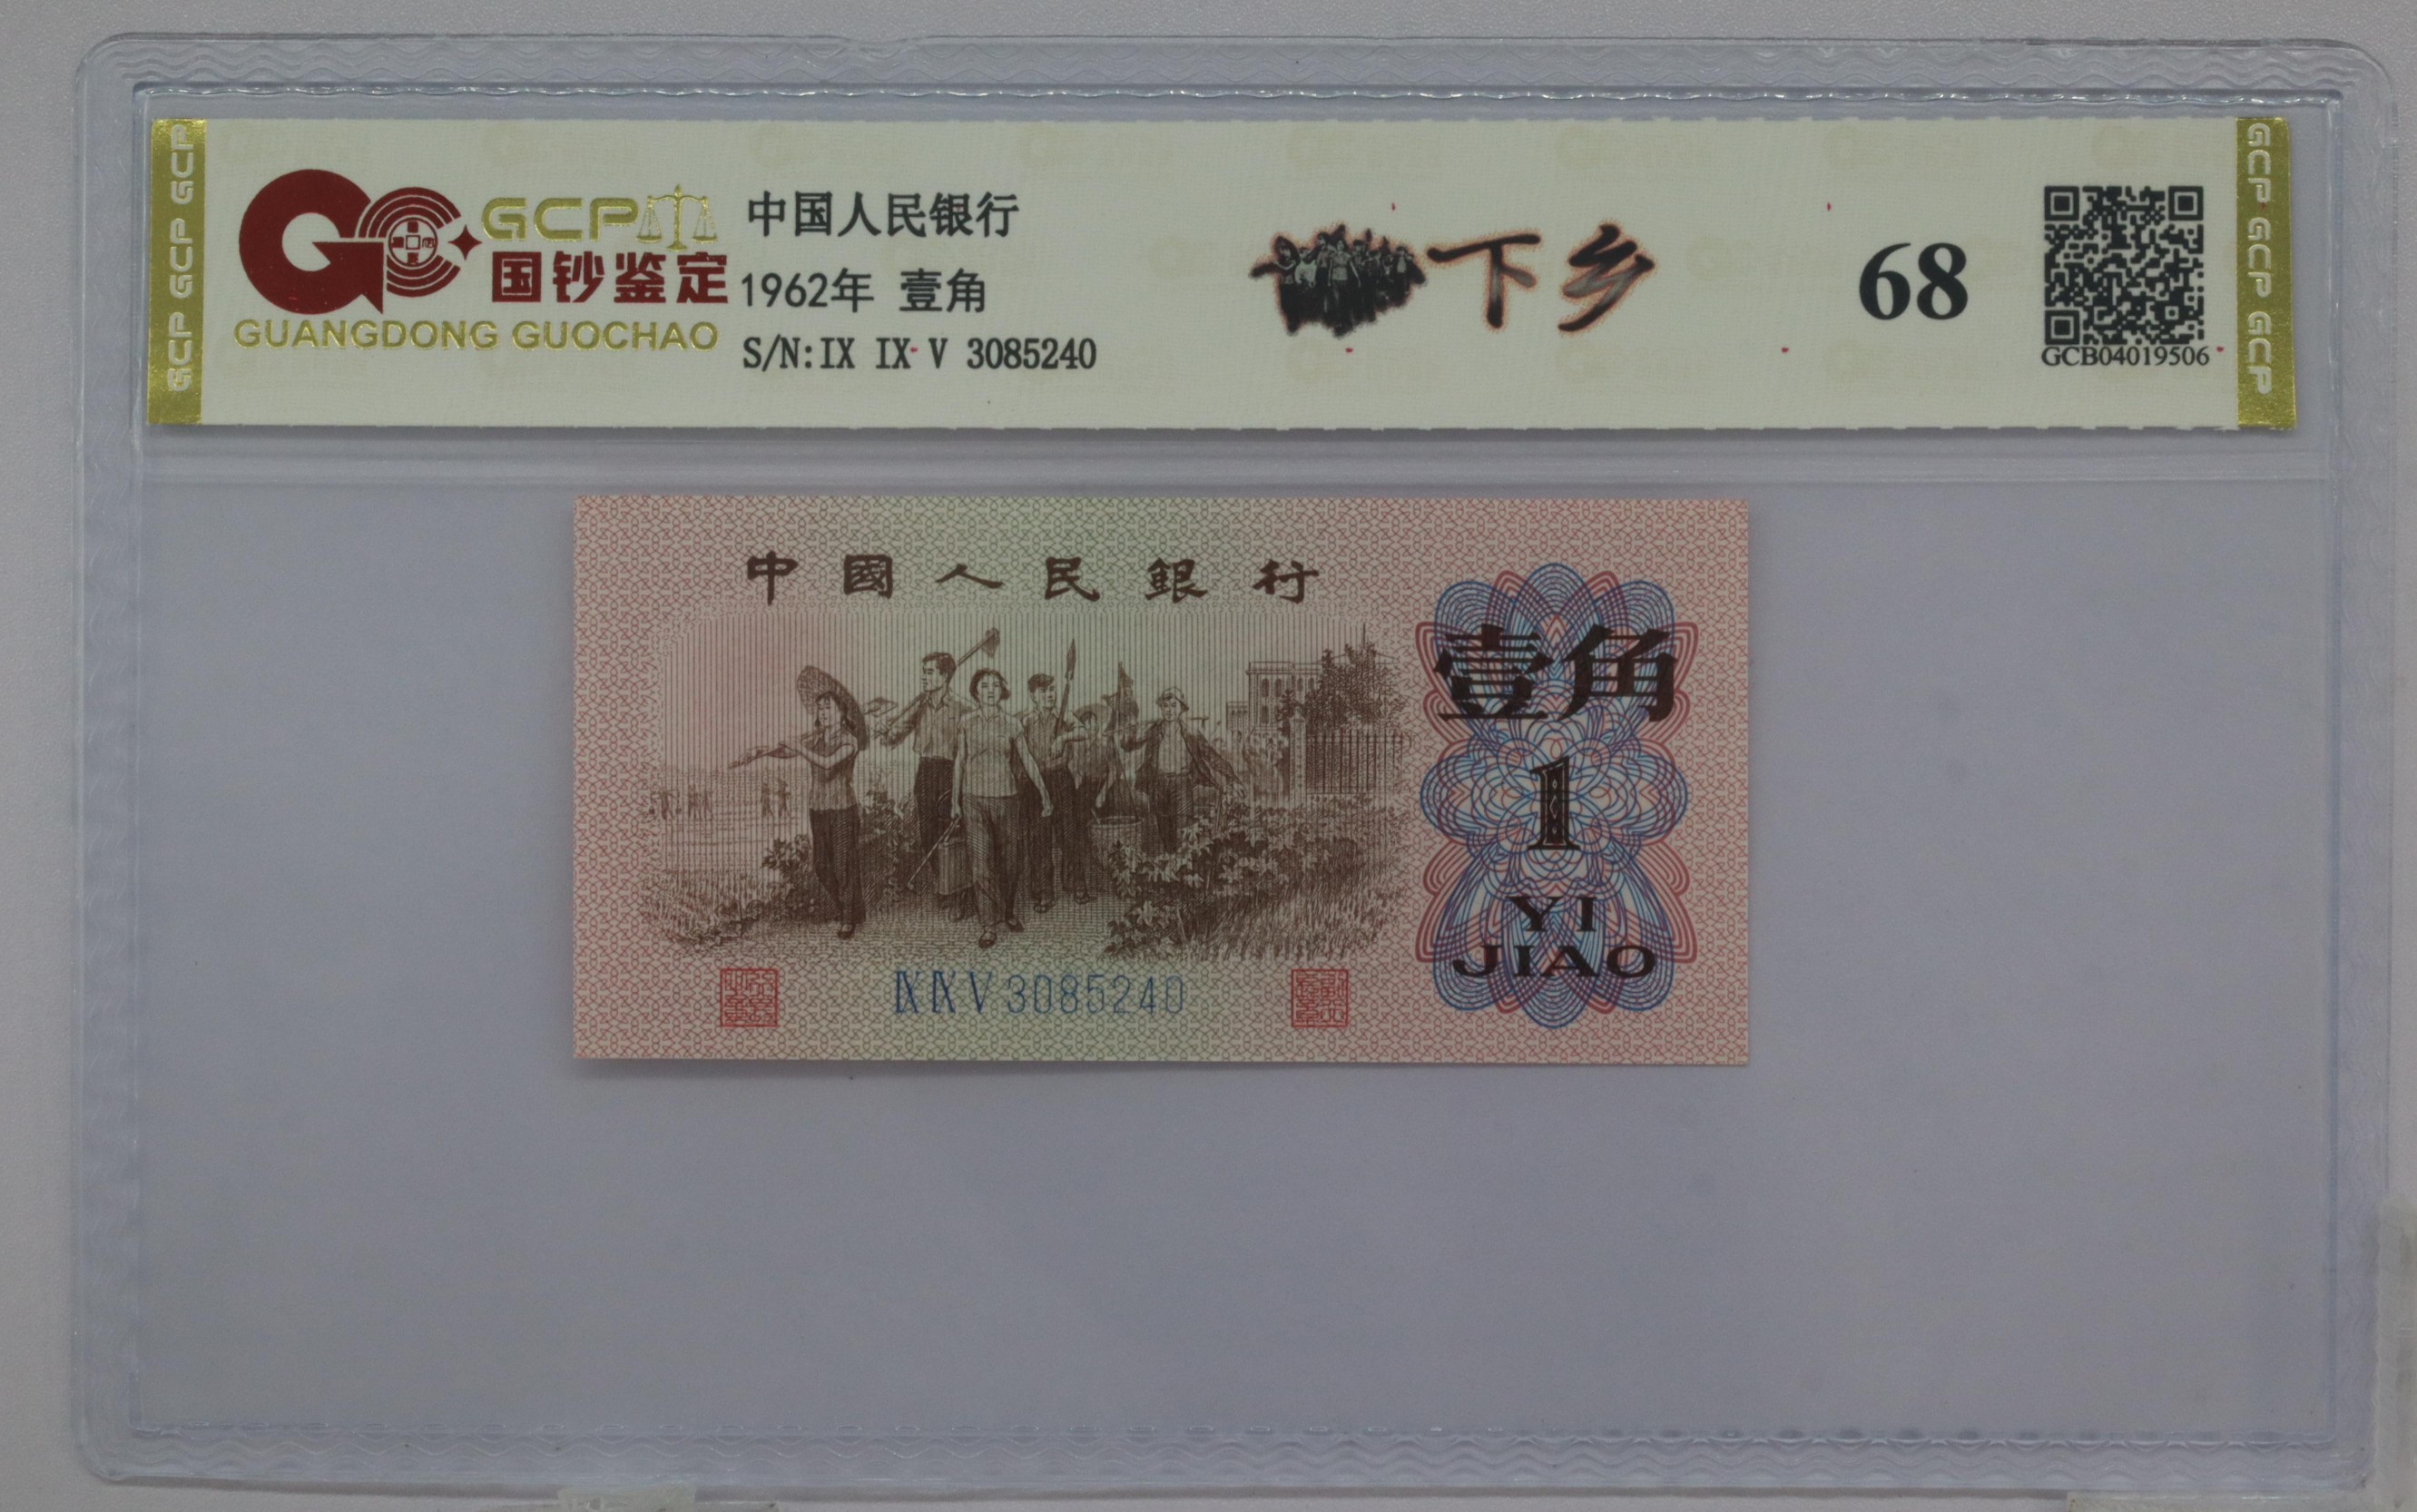 GCP GCP GCP
GCP
国钞鉴定
GUANGDONG GUOCHAO
中国人民银行
1962年 壹角
S/N:IX IX V 3085240
下乡
68
GCB04019506
GCP GCP GCP
中國人民銀行
壹角
1
YI
JIAO
IX IX V 3085240